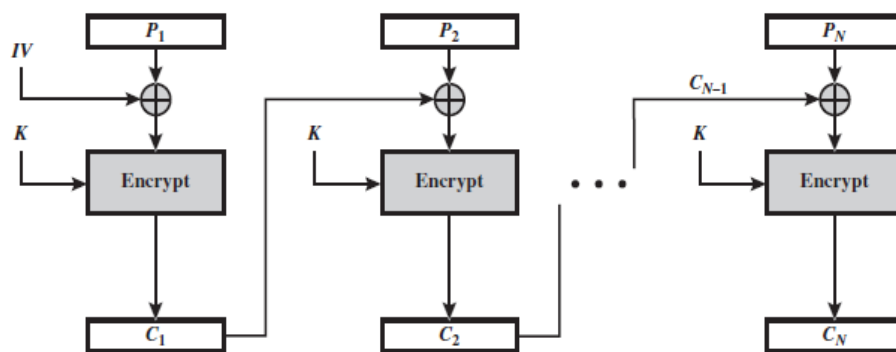 P1 P2 PN
IV
CN–1
K K K
Encrypt Encrypt Encrypt
• • •
C1 C2 CN